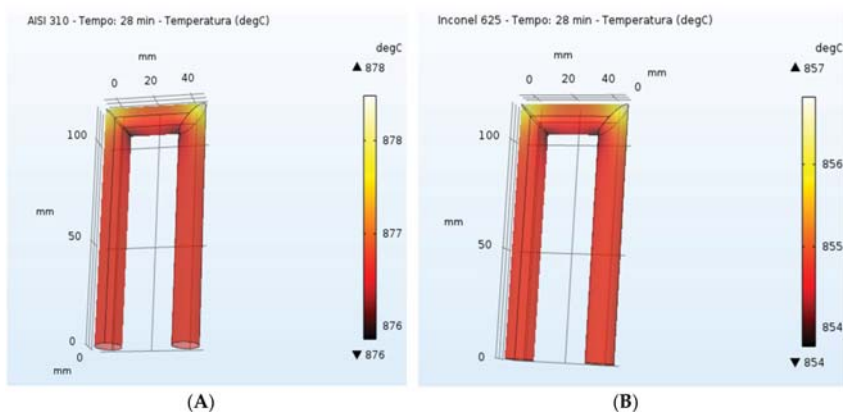 AISI 310 - Tempo: 28 min - Temperatura (degC)
degC
mm
▲ 878
0 20 40
878
100
877
mm
50
876
0
0
▼ 876
mm
(A)
Inconel 625 - Tempo: 28 min - Temperatura (degC)
degC
mm
▲ 857
0 20 40 0 mm
856
100
855
mm
50
854
0
▼ 854
(B)